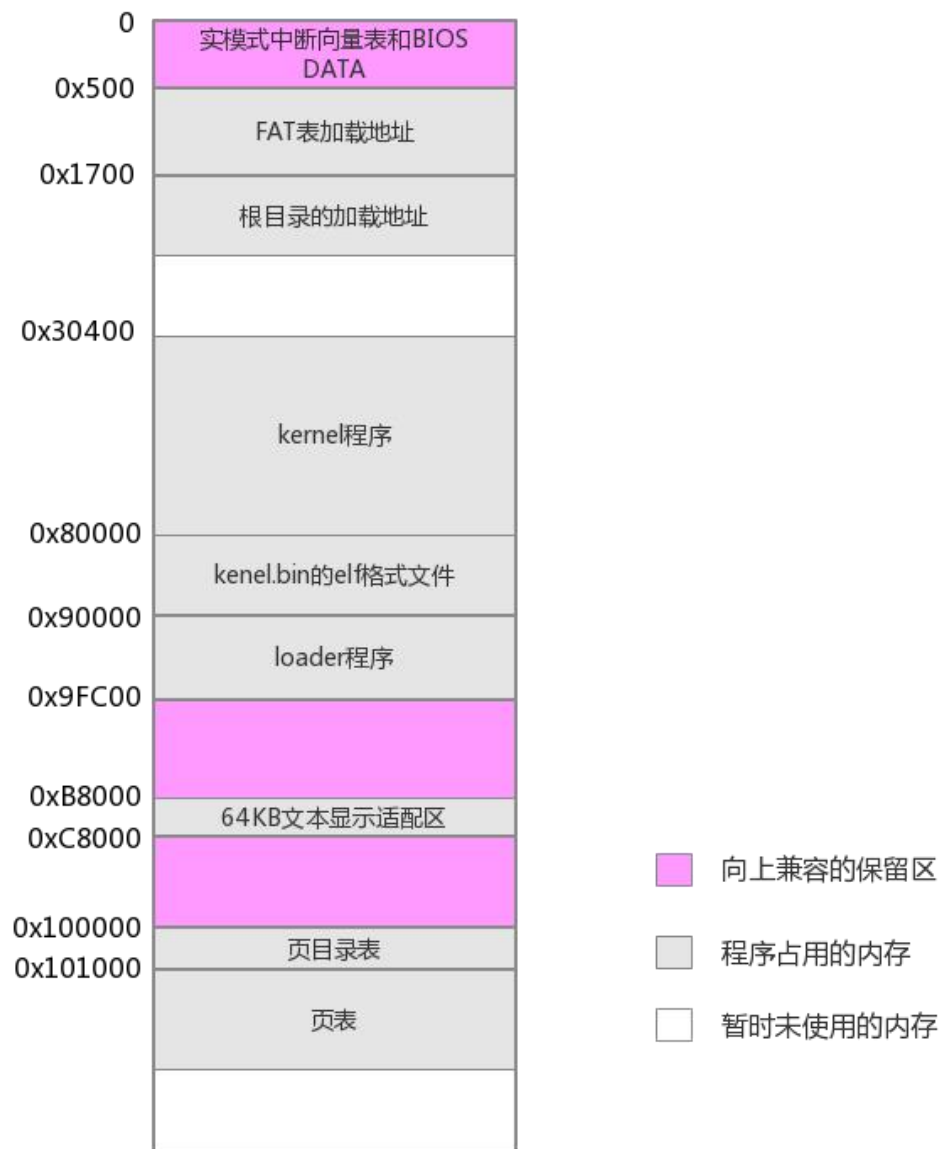 0
实模式中断向量表和BIOS
DATA
0x500
FAT表加载地址
0x1700
根目录的加载地址
0x30400
kernel程序
0x80000
kenel.bin的elf格式文件
0x90000
loader程序
0x9FC00
0xB8000
64KB文本显示适配区
0xC8000
0x100000
页目录表
0x101000
页表
向上兼容的保留区
程序占用的内存
暂时未使用的内存